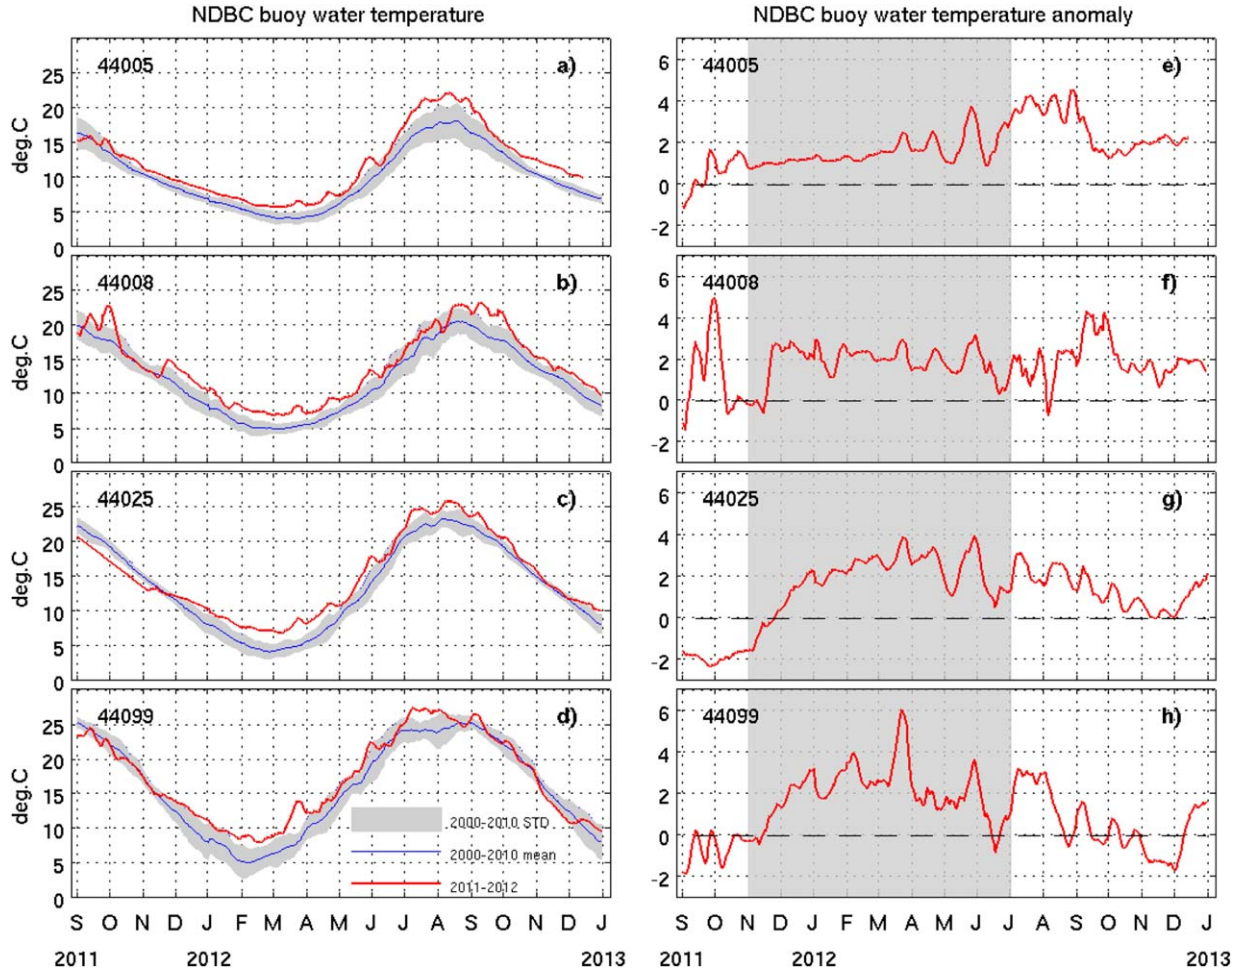 NDBC buoy water temperature
NDBC buoy water temperature anomaly
25
20
15
10
5
0
deg.C
44005
a)
6
4
2
0
-2
44005
e)
25
20
15
10
5
0
deg.C
44008
b)
6
4
2
0
-2
44008
f)
25
20
15
10
5
0
deg.C
44025
c)
6
4
2
0
-2
44025
g)
25
20
15
10
5
0
deg.C
44099
d)
2000-2010 STD
2000-2010 mean
2011-2012
6
4
2
0
-2
44099
h)
S O N D J F M A M J J A S O N D J
2011 2012 2013
S O N D J F M A M J J A S O N D J
2011 2012 2013